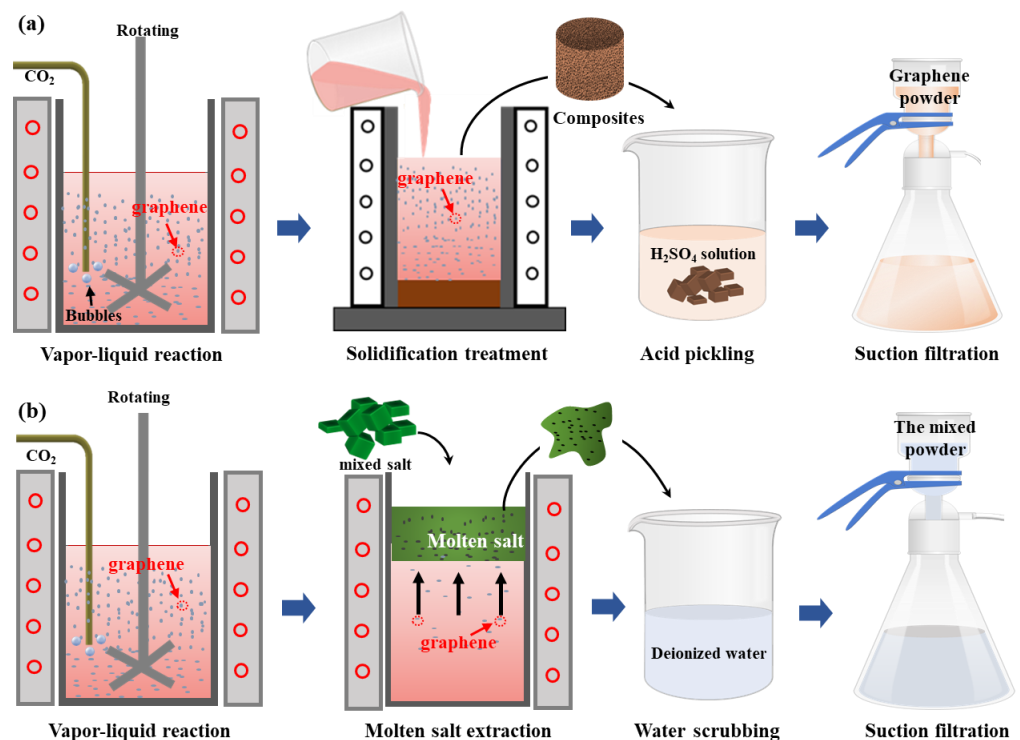 (a)
Rotating
CO₂
graphene
Bubbles
Vapor-liquid reaction
graphene
Solidification treatment
Composites
H₂SO₄ solution
Acid pickling
Graphene
powder
Suction filtration
(b)
Rotating
CO₂
graphene
Vapor-liquid reaction
mixed salt
Molten salt
graphene
Molten salt extraction
Deionized water
Water scrubbing
The mixed
powder
Suction filtration